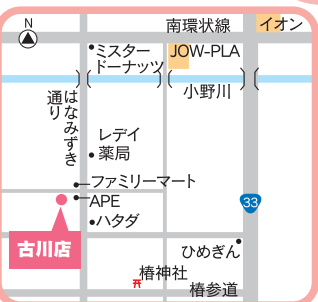 N
南環状線
イオン
ミスター
ドーナッツ
JOW-PLA
小野川
はなみずき
通り
レデイ
薬局
ファミリーマート
APE
33
古川店
ハタダ
ひめぎん
椿神社
椿参道